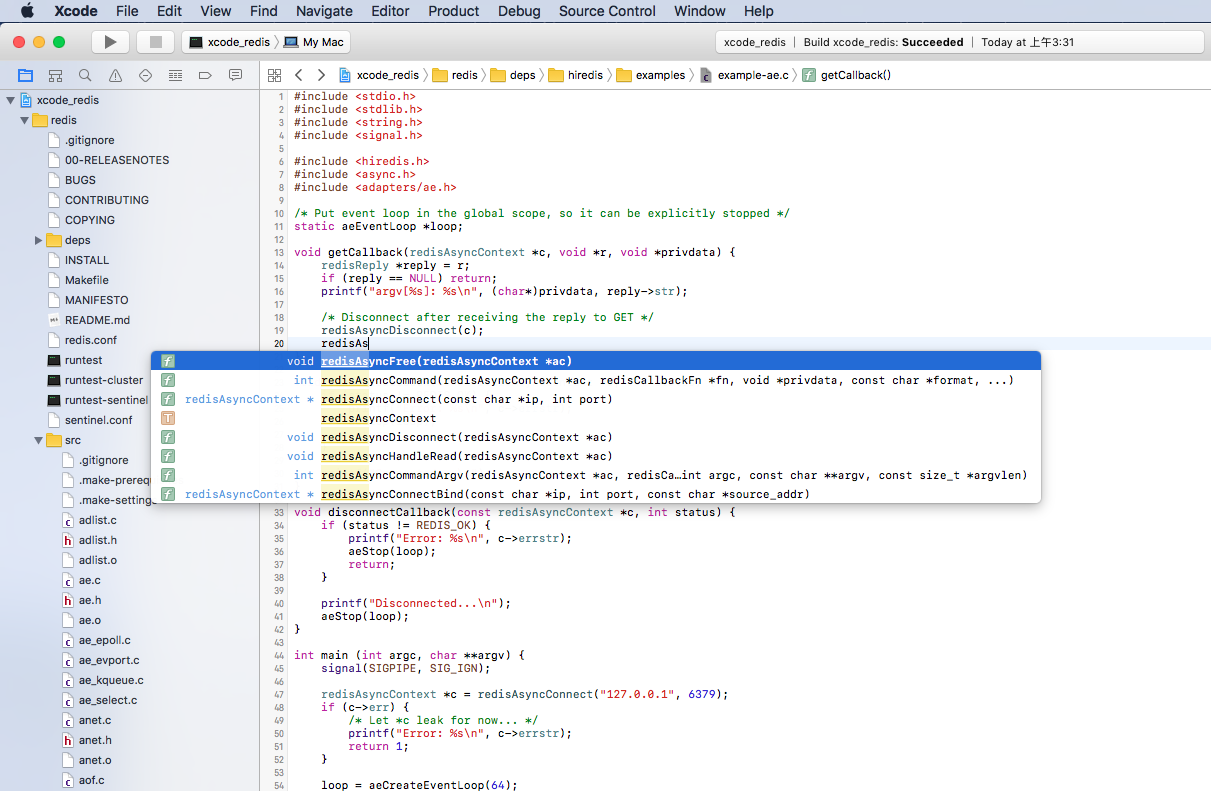 Xcode File Edit View Find Navigate Editor Product Debug Source Control Window Help
xcode_redis My Mac
xcode_redis | Build xcode_redis: Succeeded | Today at 上午3:31
xcode_redis redis deps hiredis examples example-ae.c getCallback()
xcode_redis
redis
.gitignore
00-RELEASENOTES
BUGS
CONTRIBUTING
COPYING
deps
INSTALL
Makefile
MANIFESTO
README.md
redis.conf
runtest
runtest-cluster
runtest-sentinel
sentinel.conf
src
.gitignore
.make-prerequ
.make-settings
adlist.c
adlist.h
adlist.o
ae.c
ae.h
ae.o
ae_epoll.c
ae_evport.c
ae_kqueue.c
ae_select.c
anet.c
anet.h
anet.o
aof.c
1 #include <stdio.h>
2 #include <stdlib.h>
3 #include <string.h>
4 #include <signal.h>
5
6 #include <hiredis.h>
7 #include <async.h>
8 #include <adapters/ae.h>
9
10 /* Put event loop in the global scope, so it can be explicitly stopped */
11 static aeEventLoop *loop;
12
13 void getCallback(redisAsyncContext *c, void *r, void *privdata) {
14 redisReply *reply = r;
15 if (reply == NULL) return;
16 printf("argv[%s]: %s\n", (char*)privdata, reply->str);
17
18 /* Disconnect after receiving the reply to GET */
19 redisAsyncDisconnect(c);
20 redisAs
f void redisAsyncFree(redisAsyncContext *ac)
f int redisAsyncCommand(redisAsyncContext *ac, redisCallbackFn *fn, void *privdata, const char *format, ...)
f redisAsyncContext * redisAsyncConnect(const char *ip, int port)
T redisAsyncContext
f void redisAsyncDisconnect(redisAsyncContext *ac)
f void redisAsyncHandleRead(redisAsyncContext *ac)
f int redisAsyncCommandArgv(redisAsyncContext *ac, redisCa…int argc, const char **argv, const size_t *argvlen)
f redisAsyncContext * redisAsyncConnectBind(const char *ip, int port, const char *source_addr)
33 void disconnectCallback(const redisAsyncContext *c, int status) {
34 if (status != REDIS_OK) {
35 printf("Error: %s\n", c->errstr);
36 aeStop(loop);
37 return;
38 }
39
40 printf("Disconnected...\n");
41 aeStop(loop);
42 }
43
44 int main (int argc, char **argv) {
45 signal(SIGPIPE, SIG_IGN);
46
47 redisAsyncContext *c = redisAsyncConnect("127.0.0.1", 6379);
48 if (c->err) {
49 /* Let *c leak for now... */
50 printf("Error: %s\n", c->errstr);
51 return 1;
52 }
53
54 loop = aeCreateEventLoop(64);